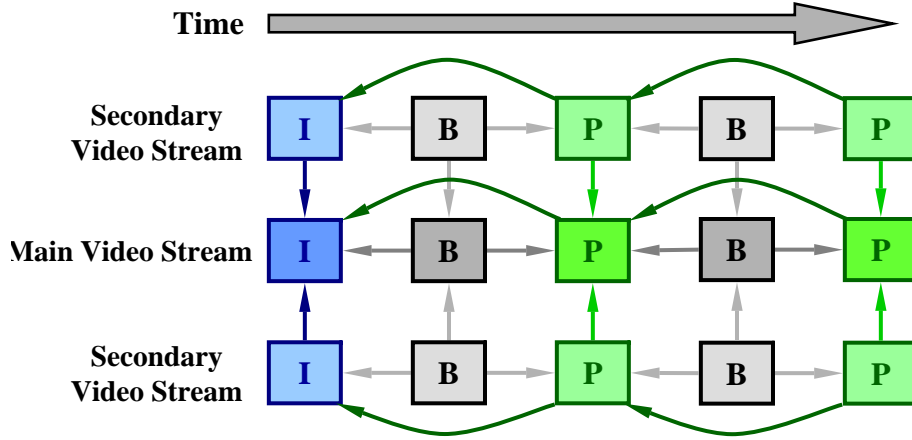 Time
Secondary
Video Stream
I B P B P
Main Video Stream
I B P B P
Secondary
Video Stream
I B P B P